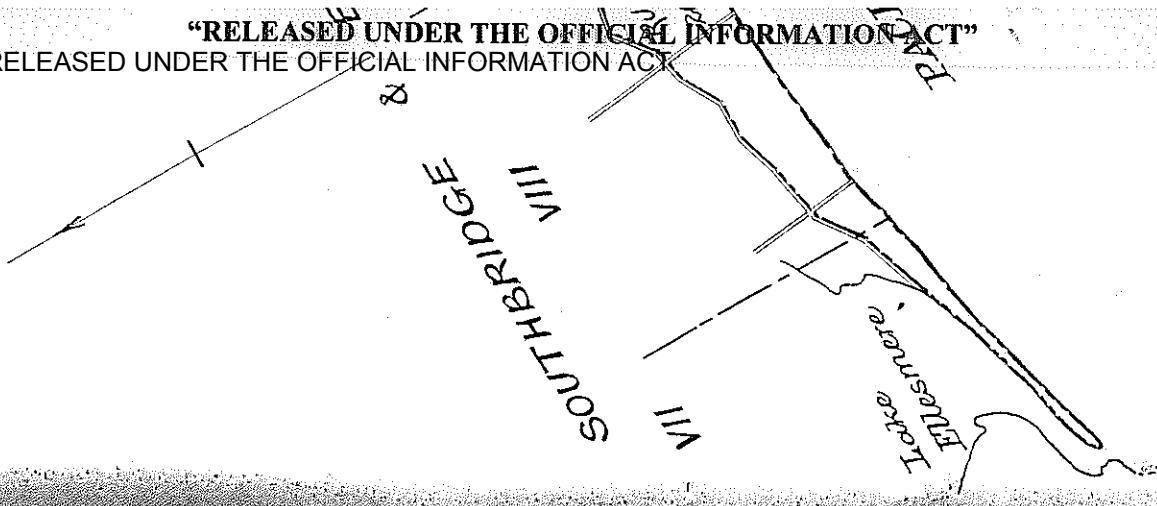 “RELEASED UNDER THE OFFICIAL INFORMATION ACT”
RELEASED UNDER THE OFFICIAL INFORMATION ACT
&
SOUTHBRIDGE
VIII
VII
Lake
Ellesmere